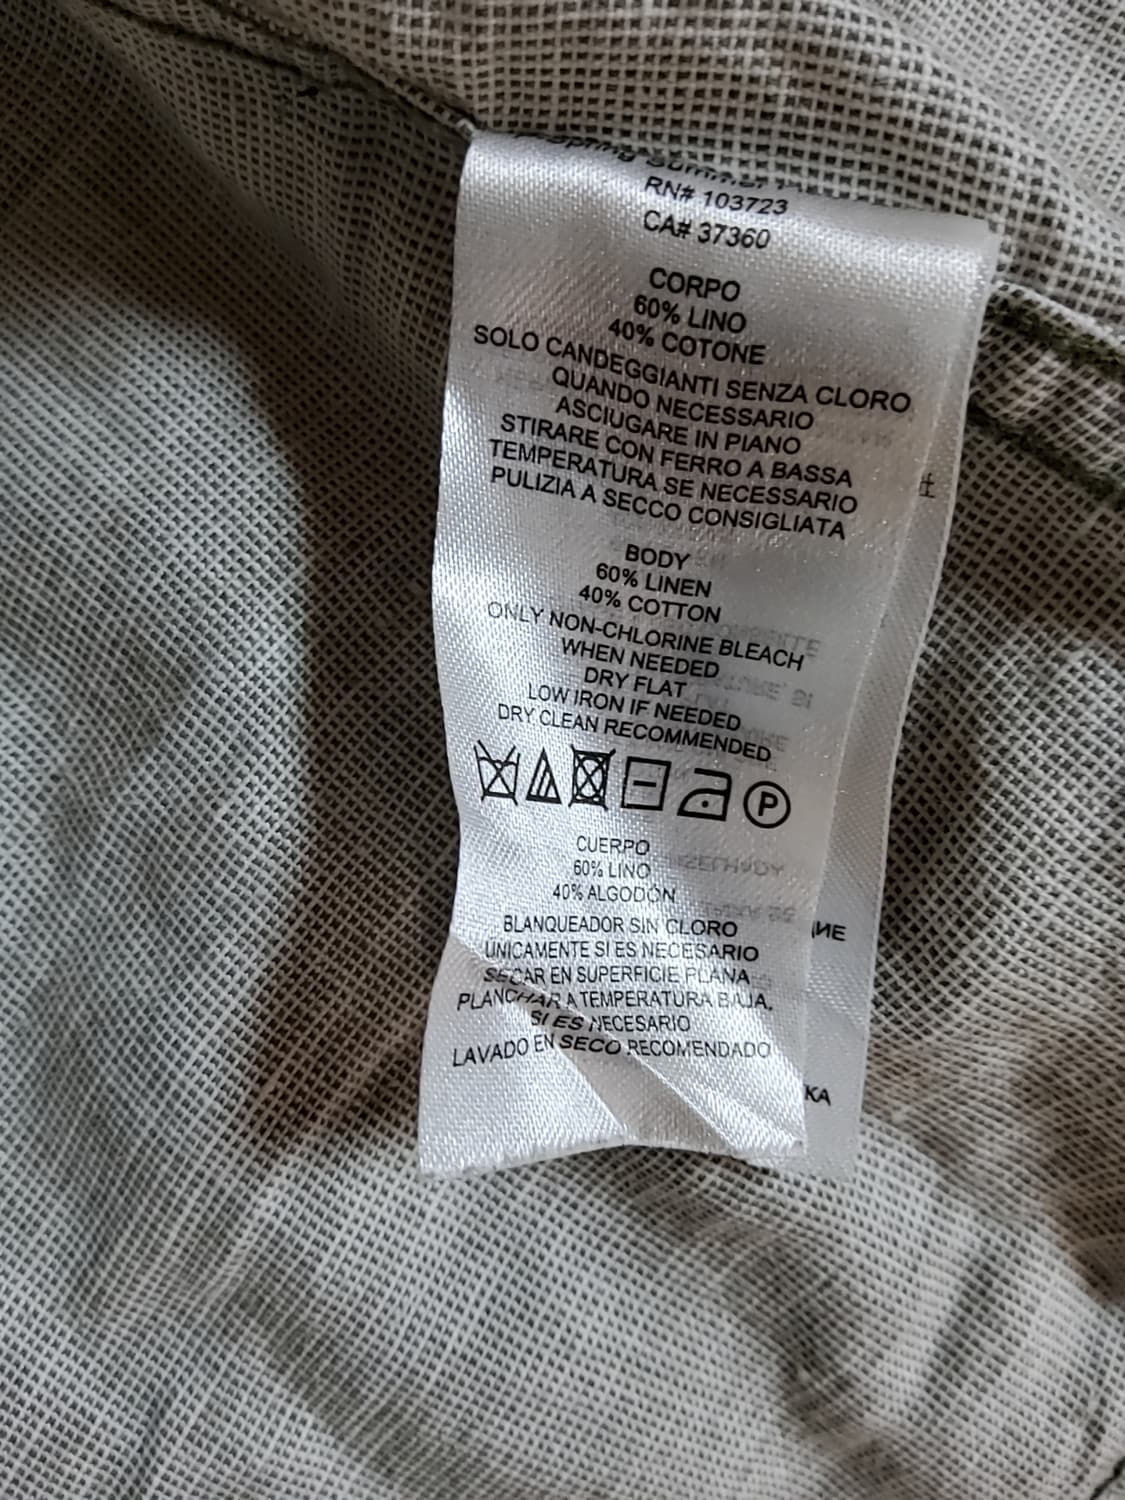 Spring Summer
RN# 103723
CA# 37360
CORPO
60% LINO
40% COTONE
SOLO CANDEGGIANTI SENZA CLORO
QUANDO NECESSARIO
ASCIUGARE IN PIANO
STIRARE CON FERRO A BASSA
TEMPERATURA SE NECESSARIO
PULIZIA A SECCO CONSIGLIATA
BODY
60% LINEN
40% COTTON
ONLY NON-CHLORINE BLEACH
WHEN NEEDED
DRY FLAT
LOW IRON IF NEEDED
DRY CLEAN RECOMMENDED
P
CUERPO
60% LINO
40% ALGODÓN
BLANQUEADOR SIN CLORO
UNICAMENTE SI ES NECESARIO
SECAR EN SUPERFICIE PLANA
PLANCHAR A TEMPERATURA BAJA.
SI ES NECESARIO
LAVADO EN SECO RECOMENDADO